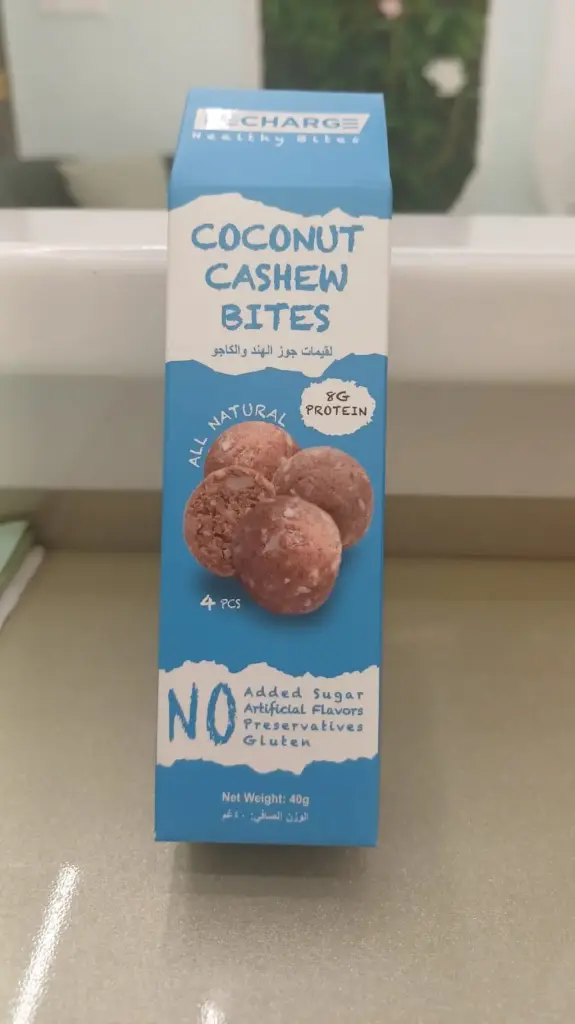 RECHARGE
Healthy Bites
COCONUT
CASHEW
BITES
لقيمات جوز الهند والكاجو
8G
PROTEIN
ALL NATURAL
4 PCS
NO
Added Sugar
Artificial Flavors
Preservatives
Gluten
Net Weight: 40g
الوزن الصافي: ٤٠غم